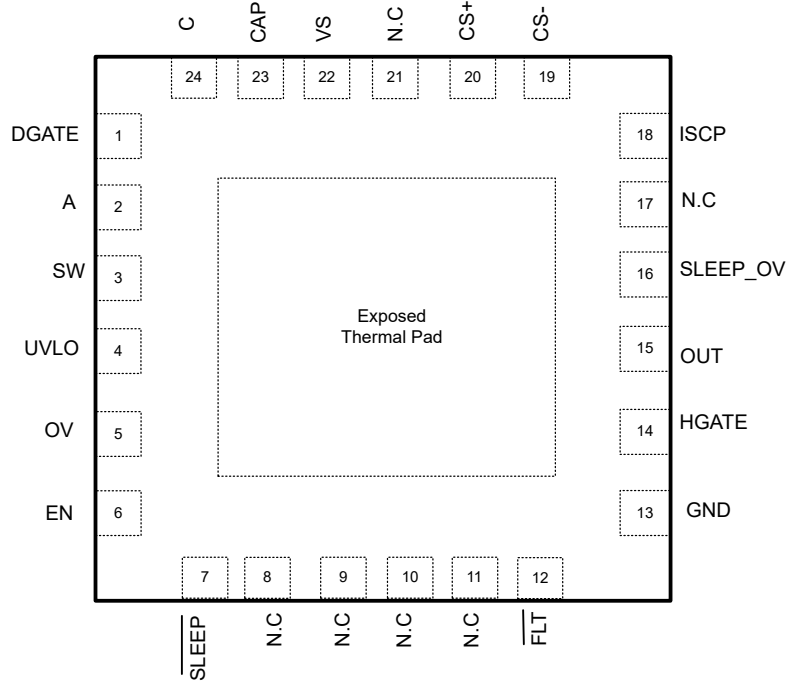 C
CAP
VS
N.C
CS+
CS-
24
23
22
21
20
19
DGATE
1
18
ISCP
A
2
17
N.C
SW
3
16
SLEEP_OV
UVLO
4
15
OUT
OV
5
14
HGATE
EN
6
13
GND
Exposed
Thermal Pad
7
8
9
10
11
12
SLEEP
N.C
N.C
N.C
N.C
FLT